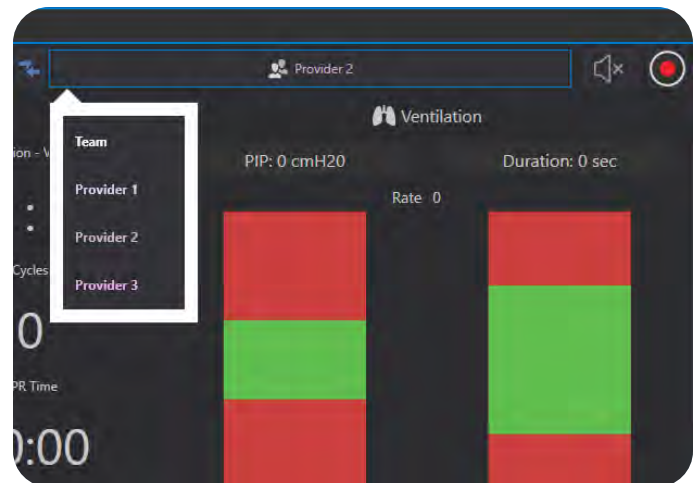 Provider 2
Ventilation
Team
Provider 1
Provider 2
Provider 3
ion - V
PIP: 0 cmH20
Duration: 0 sec
Rate 0
:
Cycles
0
PR Time
0:00